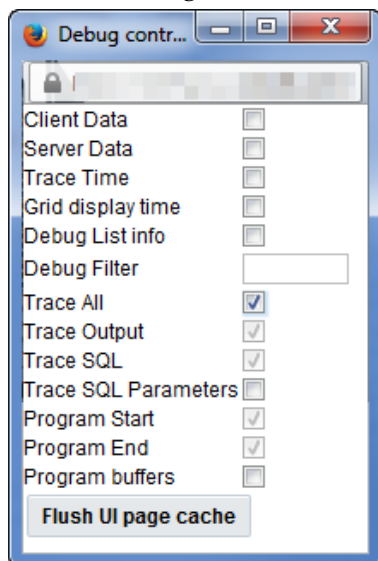 Debug contr...
Client Data
Server Data
Trace Time
Grid display time
Debug List info
Debug Filter
Trace All
Trace Output
Trace SQL
Trace SQL Parameters
Program Start
Program End
Program buffers
Flush UI page cache